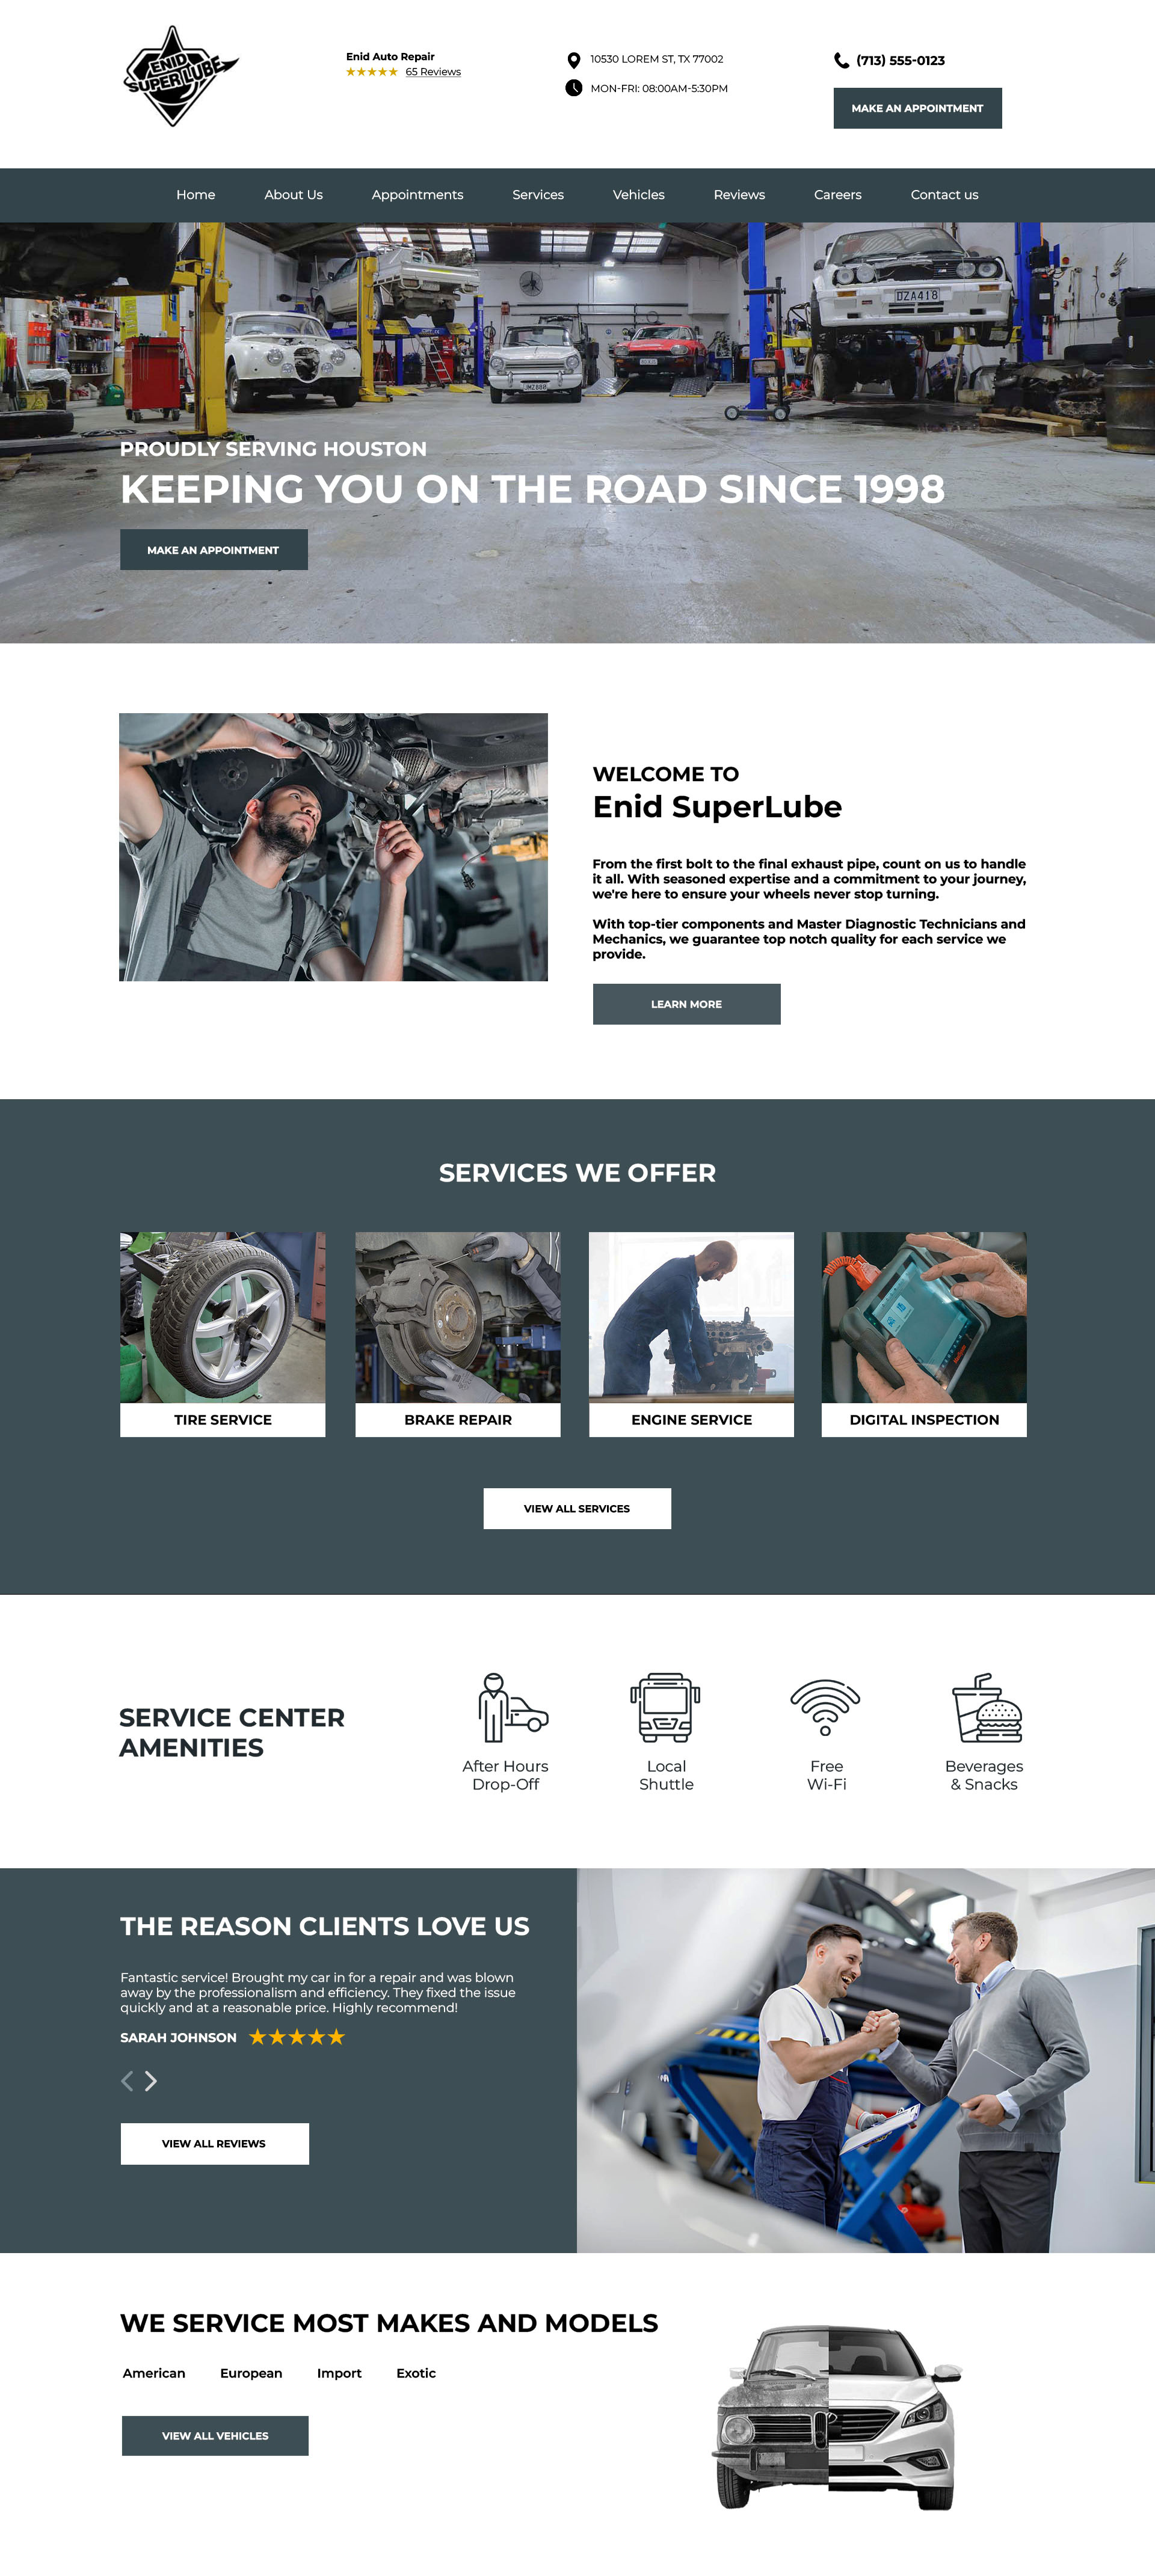 ENID
SUPER LUBE
Enid Auto Repair
65 Reviews
10530 LOREM ST, TX 77002
MON-FRI: 08:00AM-5:30PM
(713) 555-0123
MAKE AN APPOINTMENT
Home About Us Appointments Services Vehicles Reviews Careers Contact us
DZA418
PROUDLY SERVING HOUSTON
KEEPING YOU ON THE ROAD SINCE 1998
MAKE AN APPOINTMENT
WELCOME TO
Enid SuperLube
From the first bolt to the final exhaust pipe, count on us to handle
it all. With seasoned expertise and a commitment to your journey,
we're here to ensure your wheels never stop turning.
With top-tier components and Master Diagnostic Technicians and
Mechanics, we guarantee top notch quality for each service we
provide.
LEARN MORE
SERVICES WE OFFER
TIRE SERVICE
BRAKE REPAIR
ENGINE SERVICE
DIGITAL INSPECTION
VIEW ALL SERVICES
SERVICE CENTER
AMENITIES
After Hours
Drop-Off
Local
Shuttle
Free
Wi-Fi
Beverages
& Snacks
THE REASON CLIENTS LOVE US
Fantastic service! Brought my car in for a repair and was blown
away by the professionalism and efficiency. They fixed the issue
quickly and at a reasonable price. Highly recommend!
SARAH JOHNSON
VIEW ALL REVIEWS
WE SERVICE MOST MAKES AND MODELS
American European Import Exotic
VIEW ALL VEHICLES